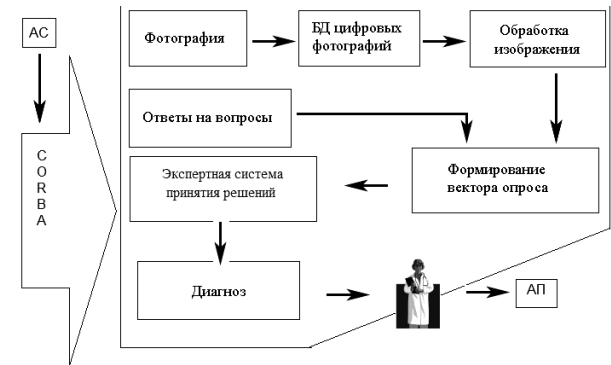 АС
Фотография
БД цифровых
фотографий
Обработка
изображения
Ответы на вопросы
C
O
R
B
A
Экспертная система
принятия решений
Формирование
вектора опроса
Диагноз
АП